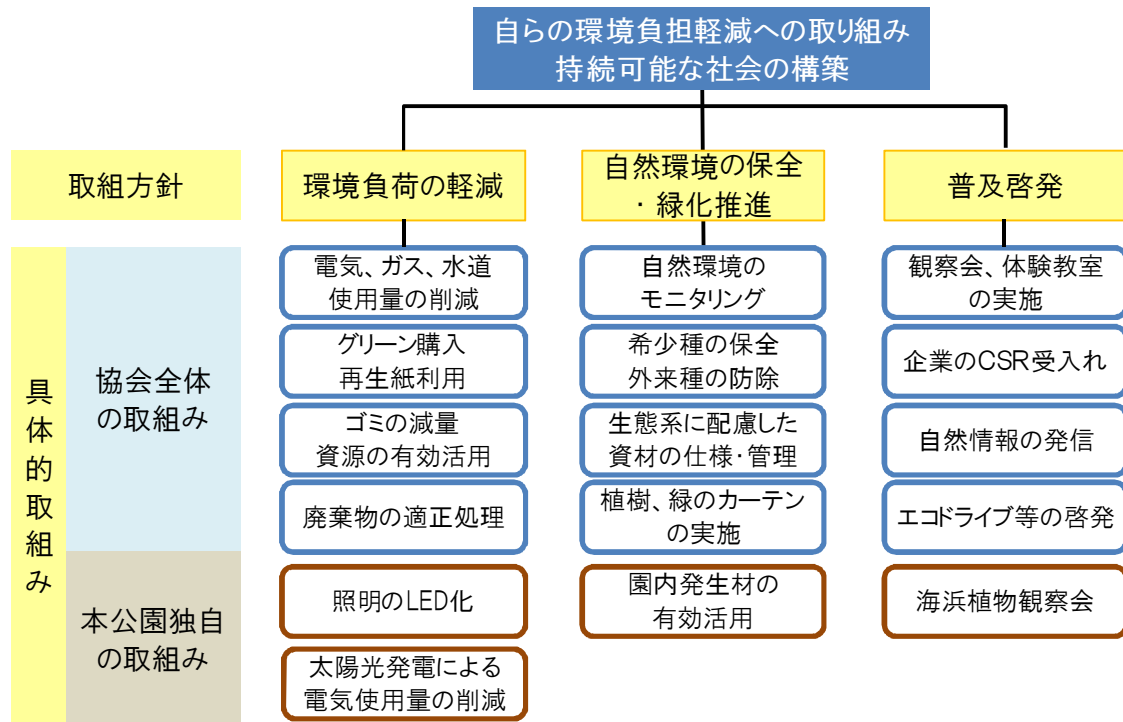 自らの環境負担軽減への取り組み
持続可能な社会の構築
取組方針
環境負荷の軽減
自然環境の保全
・緑化推進
普及啓発
具体的取組み
協会全体
の取組み
電気、ガス、水道
使用量の削減
グリーン購入
再生紙利用
ゴミの減量
資源の有効活用
廃棄物の適正処理
自然環境の
モニタリング
希少種の保全
外来種の防除
生態系に配慮した
資材の仕様・管理
植樹、緑のカーテン
の実施
観察会、体験教室
の実施
企業のCSR受入れ
自然情報の発信
エコドライブ等の啓発
本公園独自
の取組み
照明のLED化
太陽光発電による
電気使用量の削減
園内発生材の
有効活用
海浜植物観察会